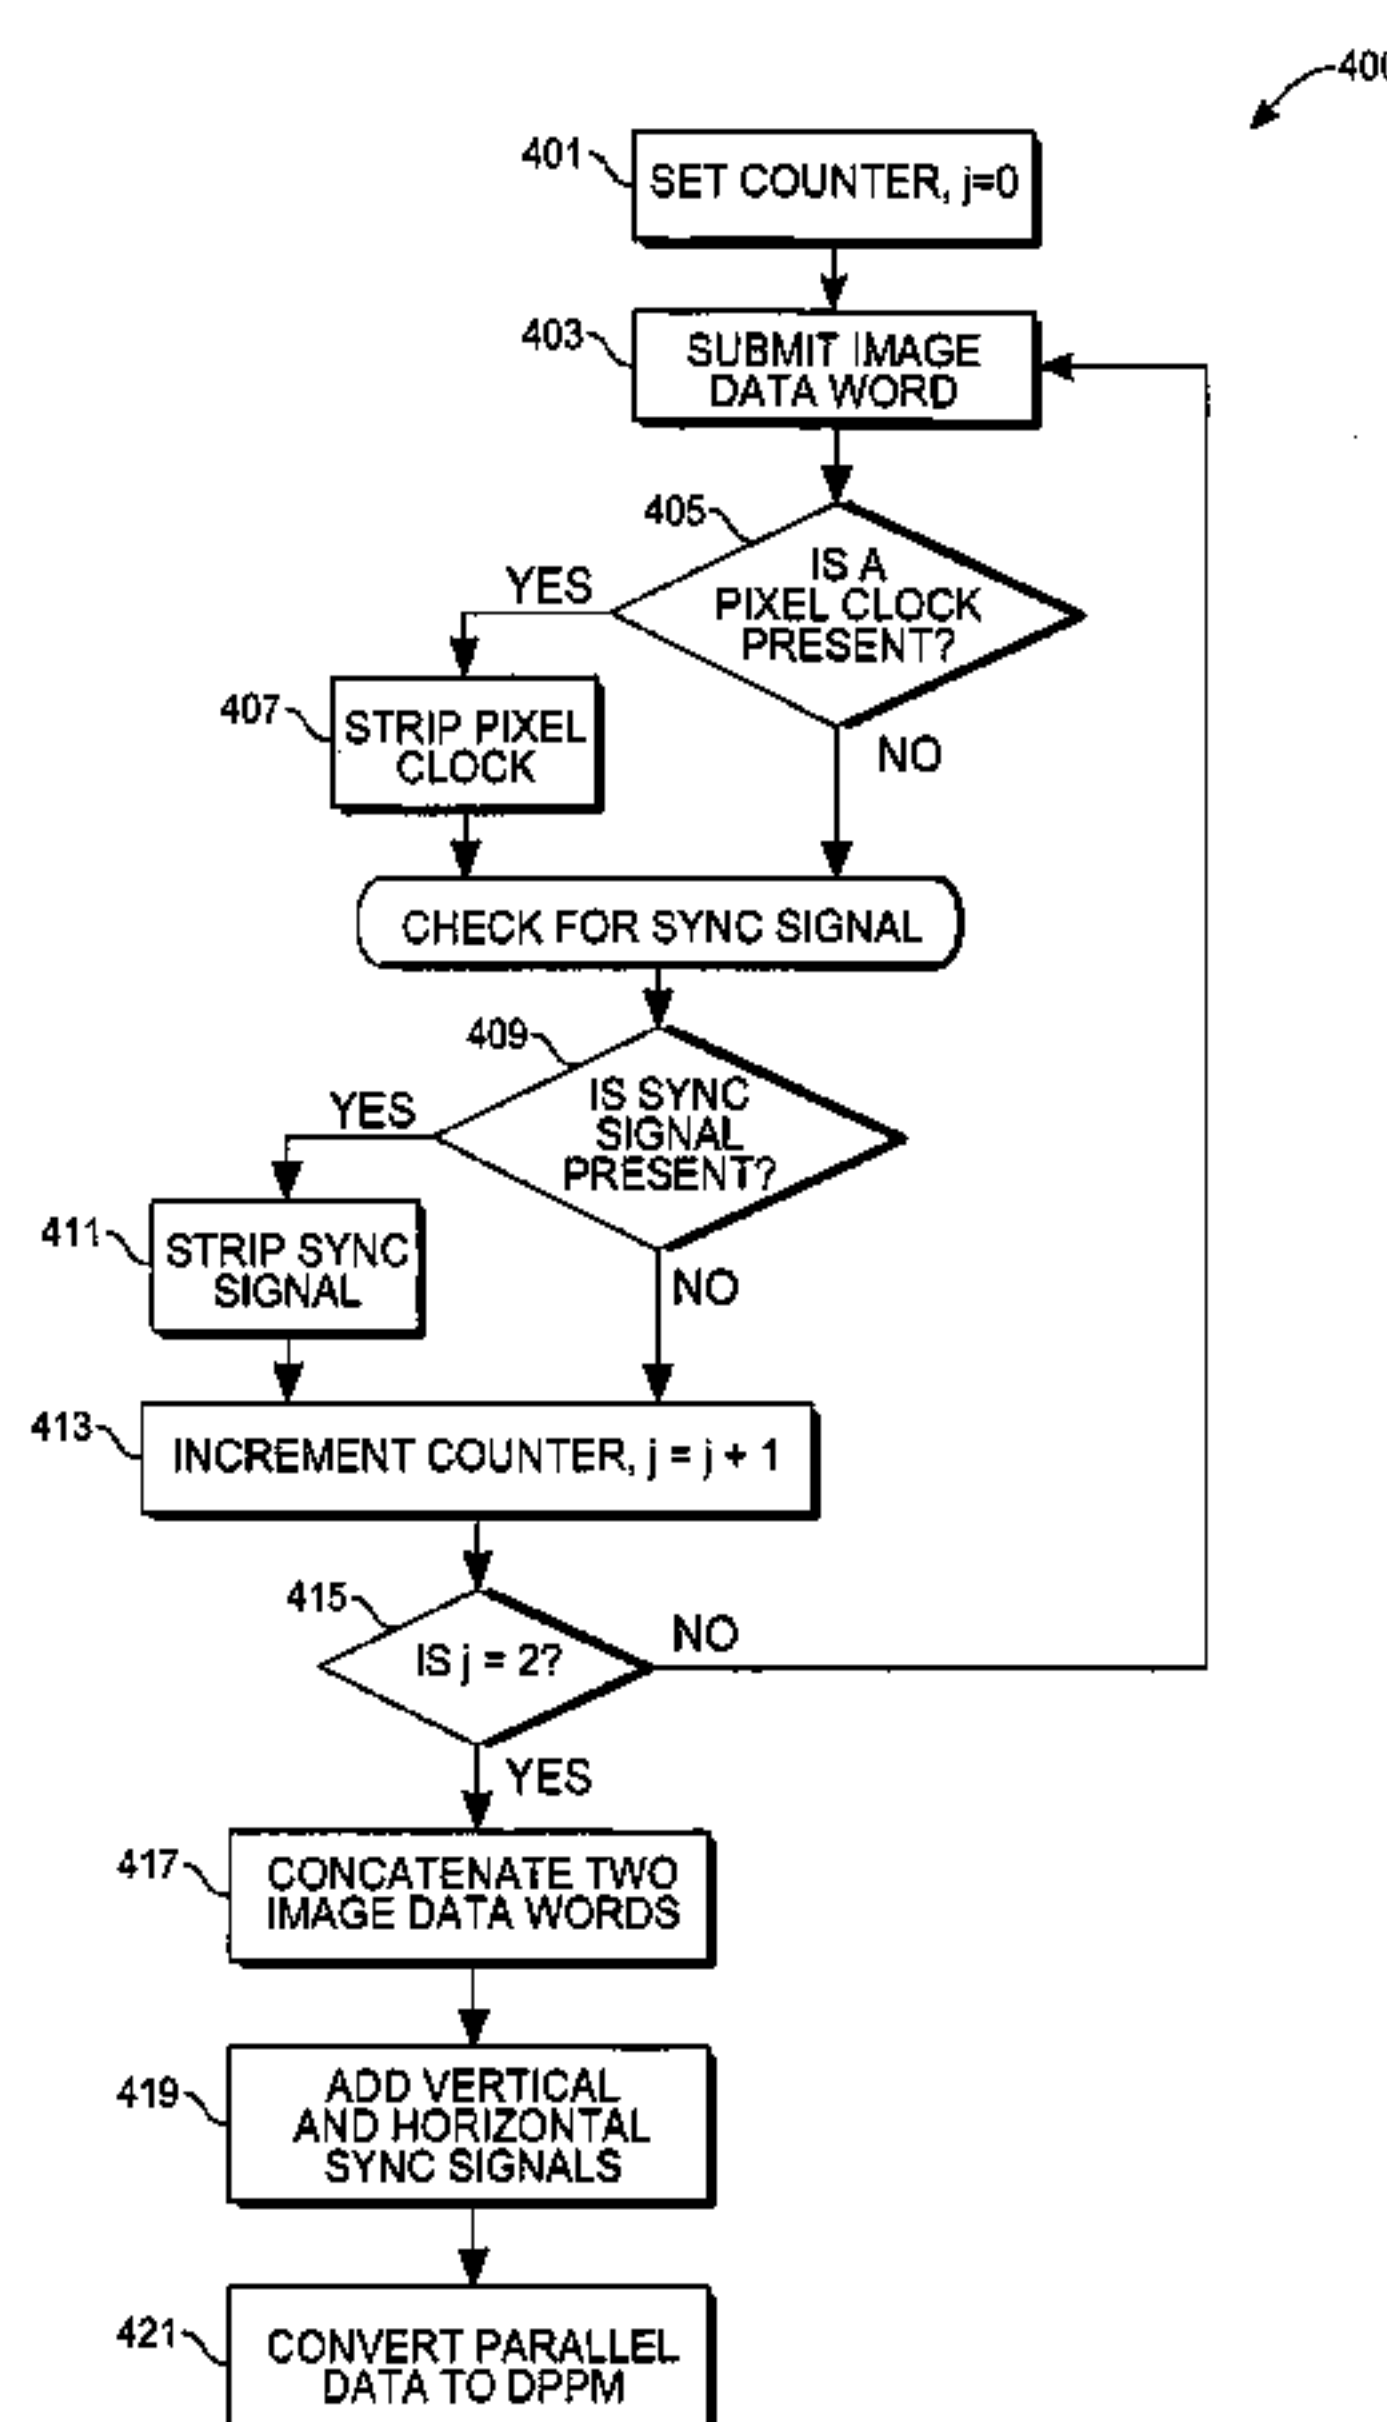 400
401
SET COUNTER, j=0
403
SUBMIT IMAGE
DATA WORD
405
IS A
PIXEL CLOCK
PRESENT?
YES
NO
407
STRIP PIXEL
CLOCK
CHECK FOR SYNC SIGNAL
409
IS SYNC
SIGNAL
PRESENT?
YES
NO
411
STRIP SYNC
SIGNAL
413
INCREMENT COUNTER, j = j + 1
415
IS j = 2?
NO
YES
417
CONCATENATE TWO
IMAGE DATA WORDS
419
ADD VERTICAL
AND HORIZONTAL
SYNC SIGNALS
421
CONVERT PARALLEL
DATA TO DPPM